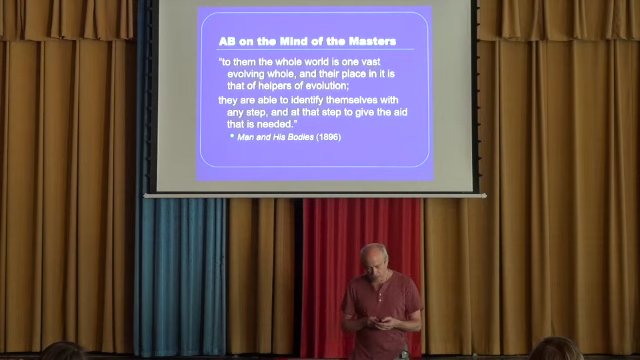 AB on the Mind of the Masters
"to them the whole world is one vast
evolving whole, and their place in it is
that of helpers of evolution;
they are able to identify themselves with
any step, and at that step to give the aid
that is needed."
• Man and His Bodies (1896)